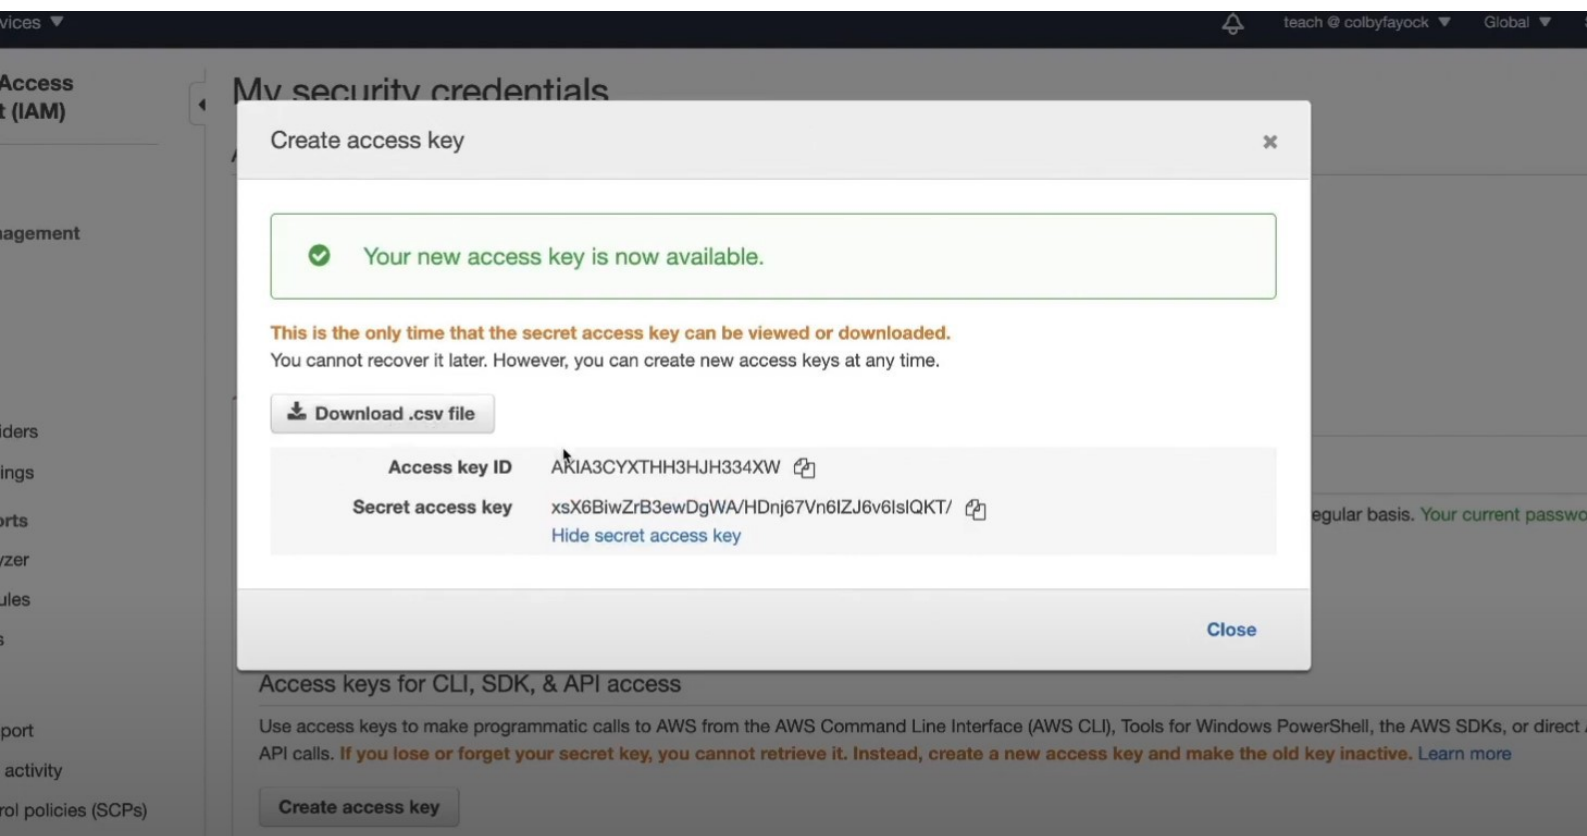 vices
teach @ colbyfayock
Global
Access
t (IAM)
My security credentials
Create access key
nagement
Your new access key is now available.
This is the only time that the secret access key can be viewed or downloaded.
You cannot recover it later. However, you can create new access keys at any time.
Download .csv file
iders
Access key ID AKIA3CYXTHH3HJH334XW
ings
Secret access key
orts
egular basis. Your current passwo
Hide secret access key
yzer
ules
s
Close
Access keys for CLI, SDK, & API access
port
Use access keys to make programmatic calls to AWS from the AWS Command Line Interface (AWS CLI), Tools for Windows PowerShell, the AWS SDKs, or direct
API calls. If you lose or forget your secret key, you cannot retrieve it. Instead, create a new access key and make the old key inactive. Learn more
activity
Create access key
rol policies (SCPs)